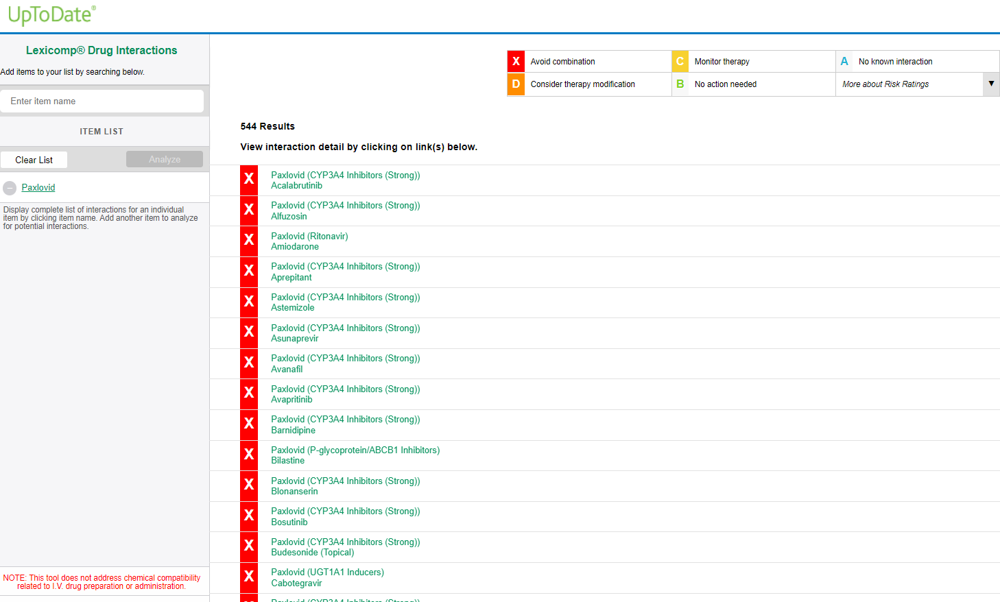 UpToDate®
Lexicomp® Drug Interactions
Add items to your list by searching below.
Enter item name
ITEM LIST
Clear List
Analyze
Paxlovid
Display complete list of interactions for an individual
item by clicking item name. Add another item to analyze
for potential interactions.
NOTE: This tool does not address chemical compatibility
related to I.V. drug preparation or administration.
X Avoid combination
C Monitor therapy
A No known interaction
D Consider therapy modification
B No action needed
More about Risk Ratings
544 Results
View interaction detail by clicking on link(s) below.
X Paxlovid (CYP3A4 Inhibitors (Strong))
Acalabrutinib
X Paxlovid (CYP3A4 Inhibitors (Strong))
Alfuzosin
X Paxlovid (Ritonavir)
Amiodarone
X Paxlovid (CYP3A4 Inhibitors (Strong))
Aprepitant
X Paxlovid (CYP3A4 Inhibitors (Strong))
Astemizole
X Paxlovid (CYP3A4 Inhibitors (Strong))
Asunaprevir
X Paxlovid (CYP3A4 Inhibitors (Strong))
Avanafil
X Paxlovid (CYP3A4 Inhibitors (Strong))
Avapritinib
X Paxlovid (CYP3A4 Inhibitors (Strong))
Barnidipine
X Paxlovid (P-glycoprotein/ABCB1 Inhibitors)
Bilastine
X Paxlovid (CYP3A4 Inhibitors (Strong))
Blonanserin
X Paxlovid (CYP3A4 Inhibitors (Strong))
Bosutinib
X Paxlovid (CYP3A4 Inhibitors (Strong))
Budesonide (Topical)
X Paxlovid (UGT1A1 Inducers)
Cabotegravir
X Paxlovid (CYP3A4 Inhibitors (Strong))